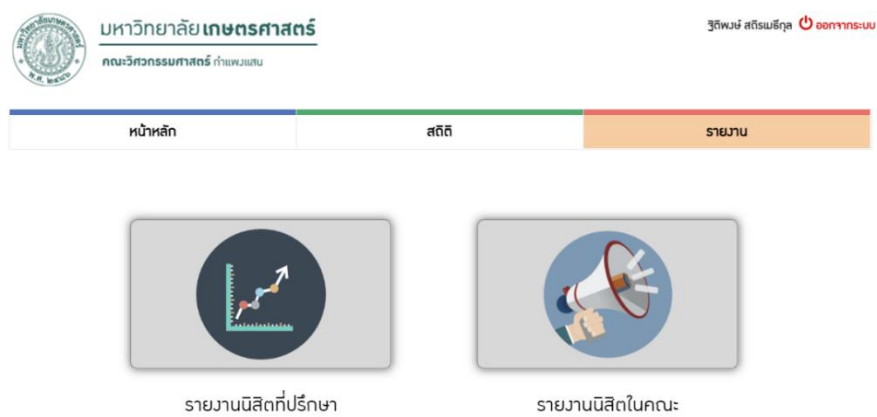 มหาวิทยาลัยเกษตรศาสตร์
คณะวิศวกรรมศาสตร์ กำแพงแสน
ฐิติพงษ์ สถิรเมธีกุล ออกจากระบบ
หน้าหลัก
สถิติ
รายงาน
รายงานนิสิตที่ปรึกษา
รายงานนิสิตในคณะ